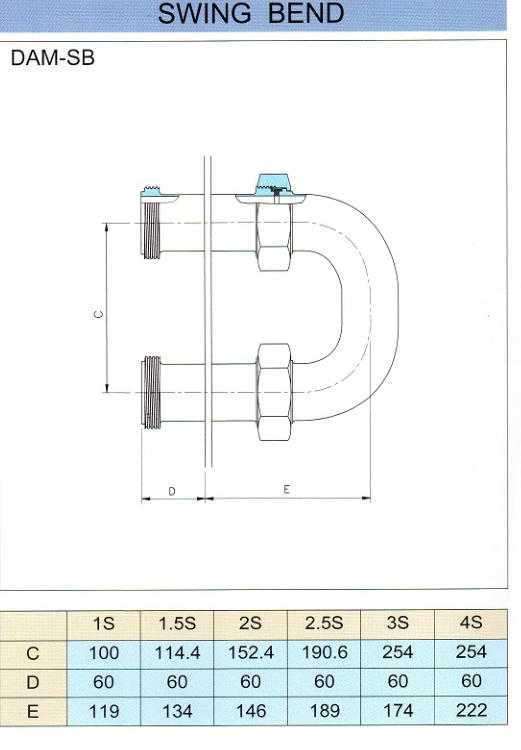 SWING BEND
DAM-SB
C
D E
1S 1.5S 2S 2.5S 3S 4S
C 100 114.4 152.4 190.6 254 254
D 60 60 60 60 60 60
E 119 134 146 189 174 222